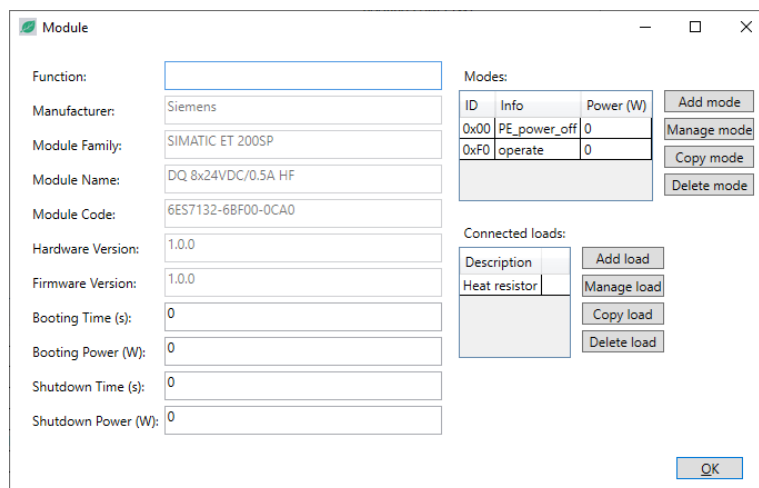 Module
Function:
Manufacturer: Siemens
Module Family: SIMATIC ET 200SP
Module Name: DQ 8x24VDC/0.5A HF
Module Code: 6ES7132-6BF00-0CA0
Hardware Version: 1.0.0
Firmware Version: 1.0.0
Booting Time (s): 0
Booting Power (W): 0
Shutdown Time (s): 0
Shutdown Power (W): 0
Modes:
ID Info Power (W)
0x00 PE_power_off 0
0xF0 operate 0
Add mode
Manage mode
Copy mode
Delete mode
Connected loads:
Description
Heat resistor
Add load
Manage load
Copy load
Delete load
OK